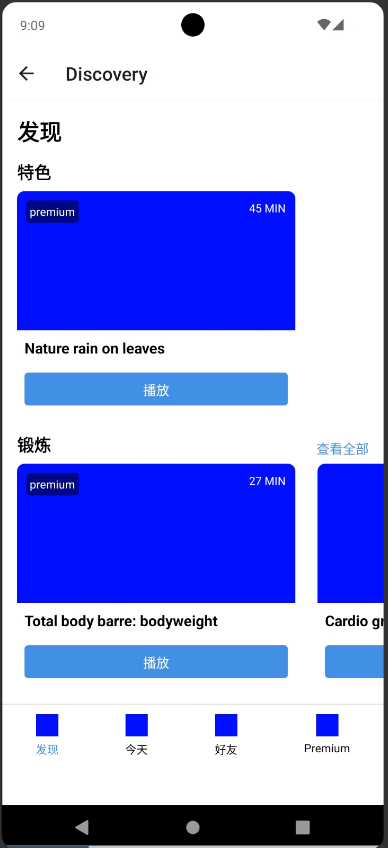 9:09
Discovery
发现
特色
premium
45 MIN
Nature rain on leaves
播放
锻炼
查看全部
premium
27 MIN
Total body barre: bodyweight
Cardio
播放
发现
今天
好友
Premium